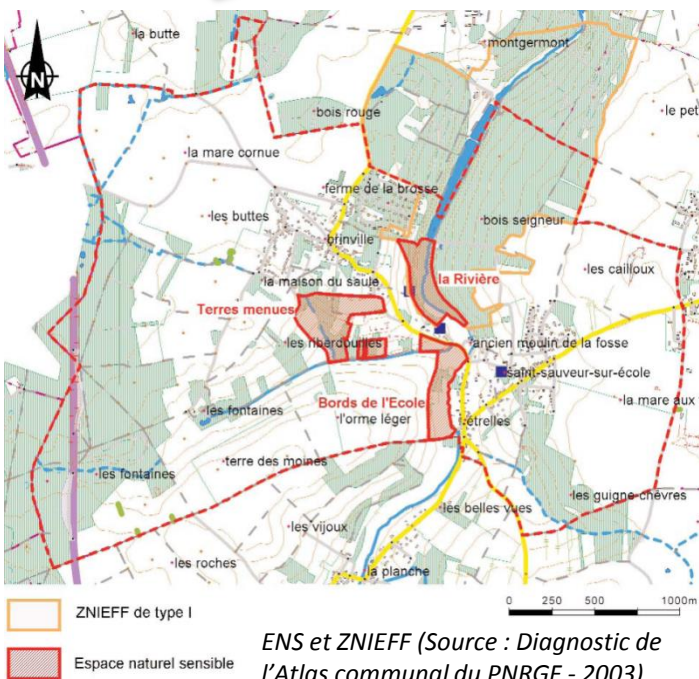 la butte
montgermont
N
bois rouge
le pet
la mare cornue
ferme de la brosse
les buttes
bois seigneur
brinville
la Rivière
les cailloux
la maison du saule
Terres menues
les riberdouilles
ancien moulin de la fosse
saint-sauveur-sur-école
les fontaines
Bords de l'Ecole
l'orme léger
la mare aux
étrelles
terre des moines
les fontaines
les guigne-chèvres
les belles vues
les vijoux
les roches
la planche
0 250 500 1000m
ZNIEFF de type I
Espace naturel sensible
ENS et ZNIEFF (Source : Diagnostic de
l'Atlas communal du PNRGF - 2003)